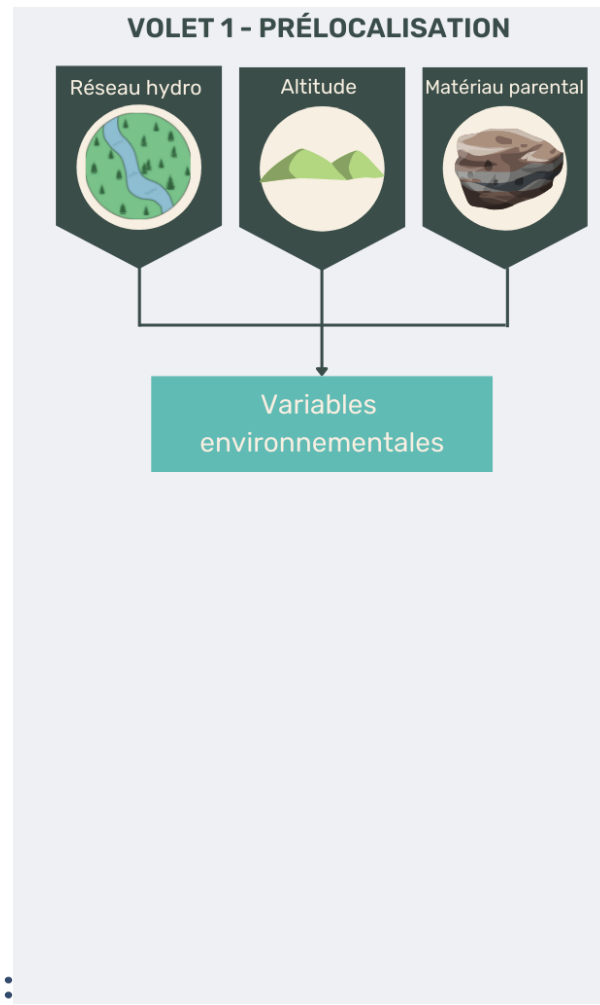 VOLET 1 - PRÉLOCALISATION
Réseau hydro
Altitude
Matériau parental
Variables
environnementales
: